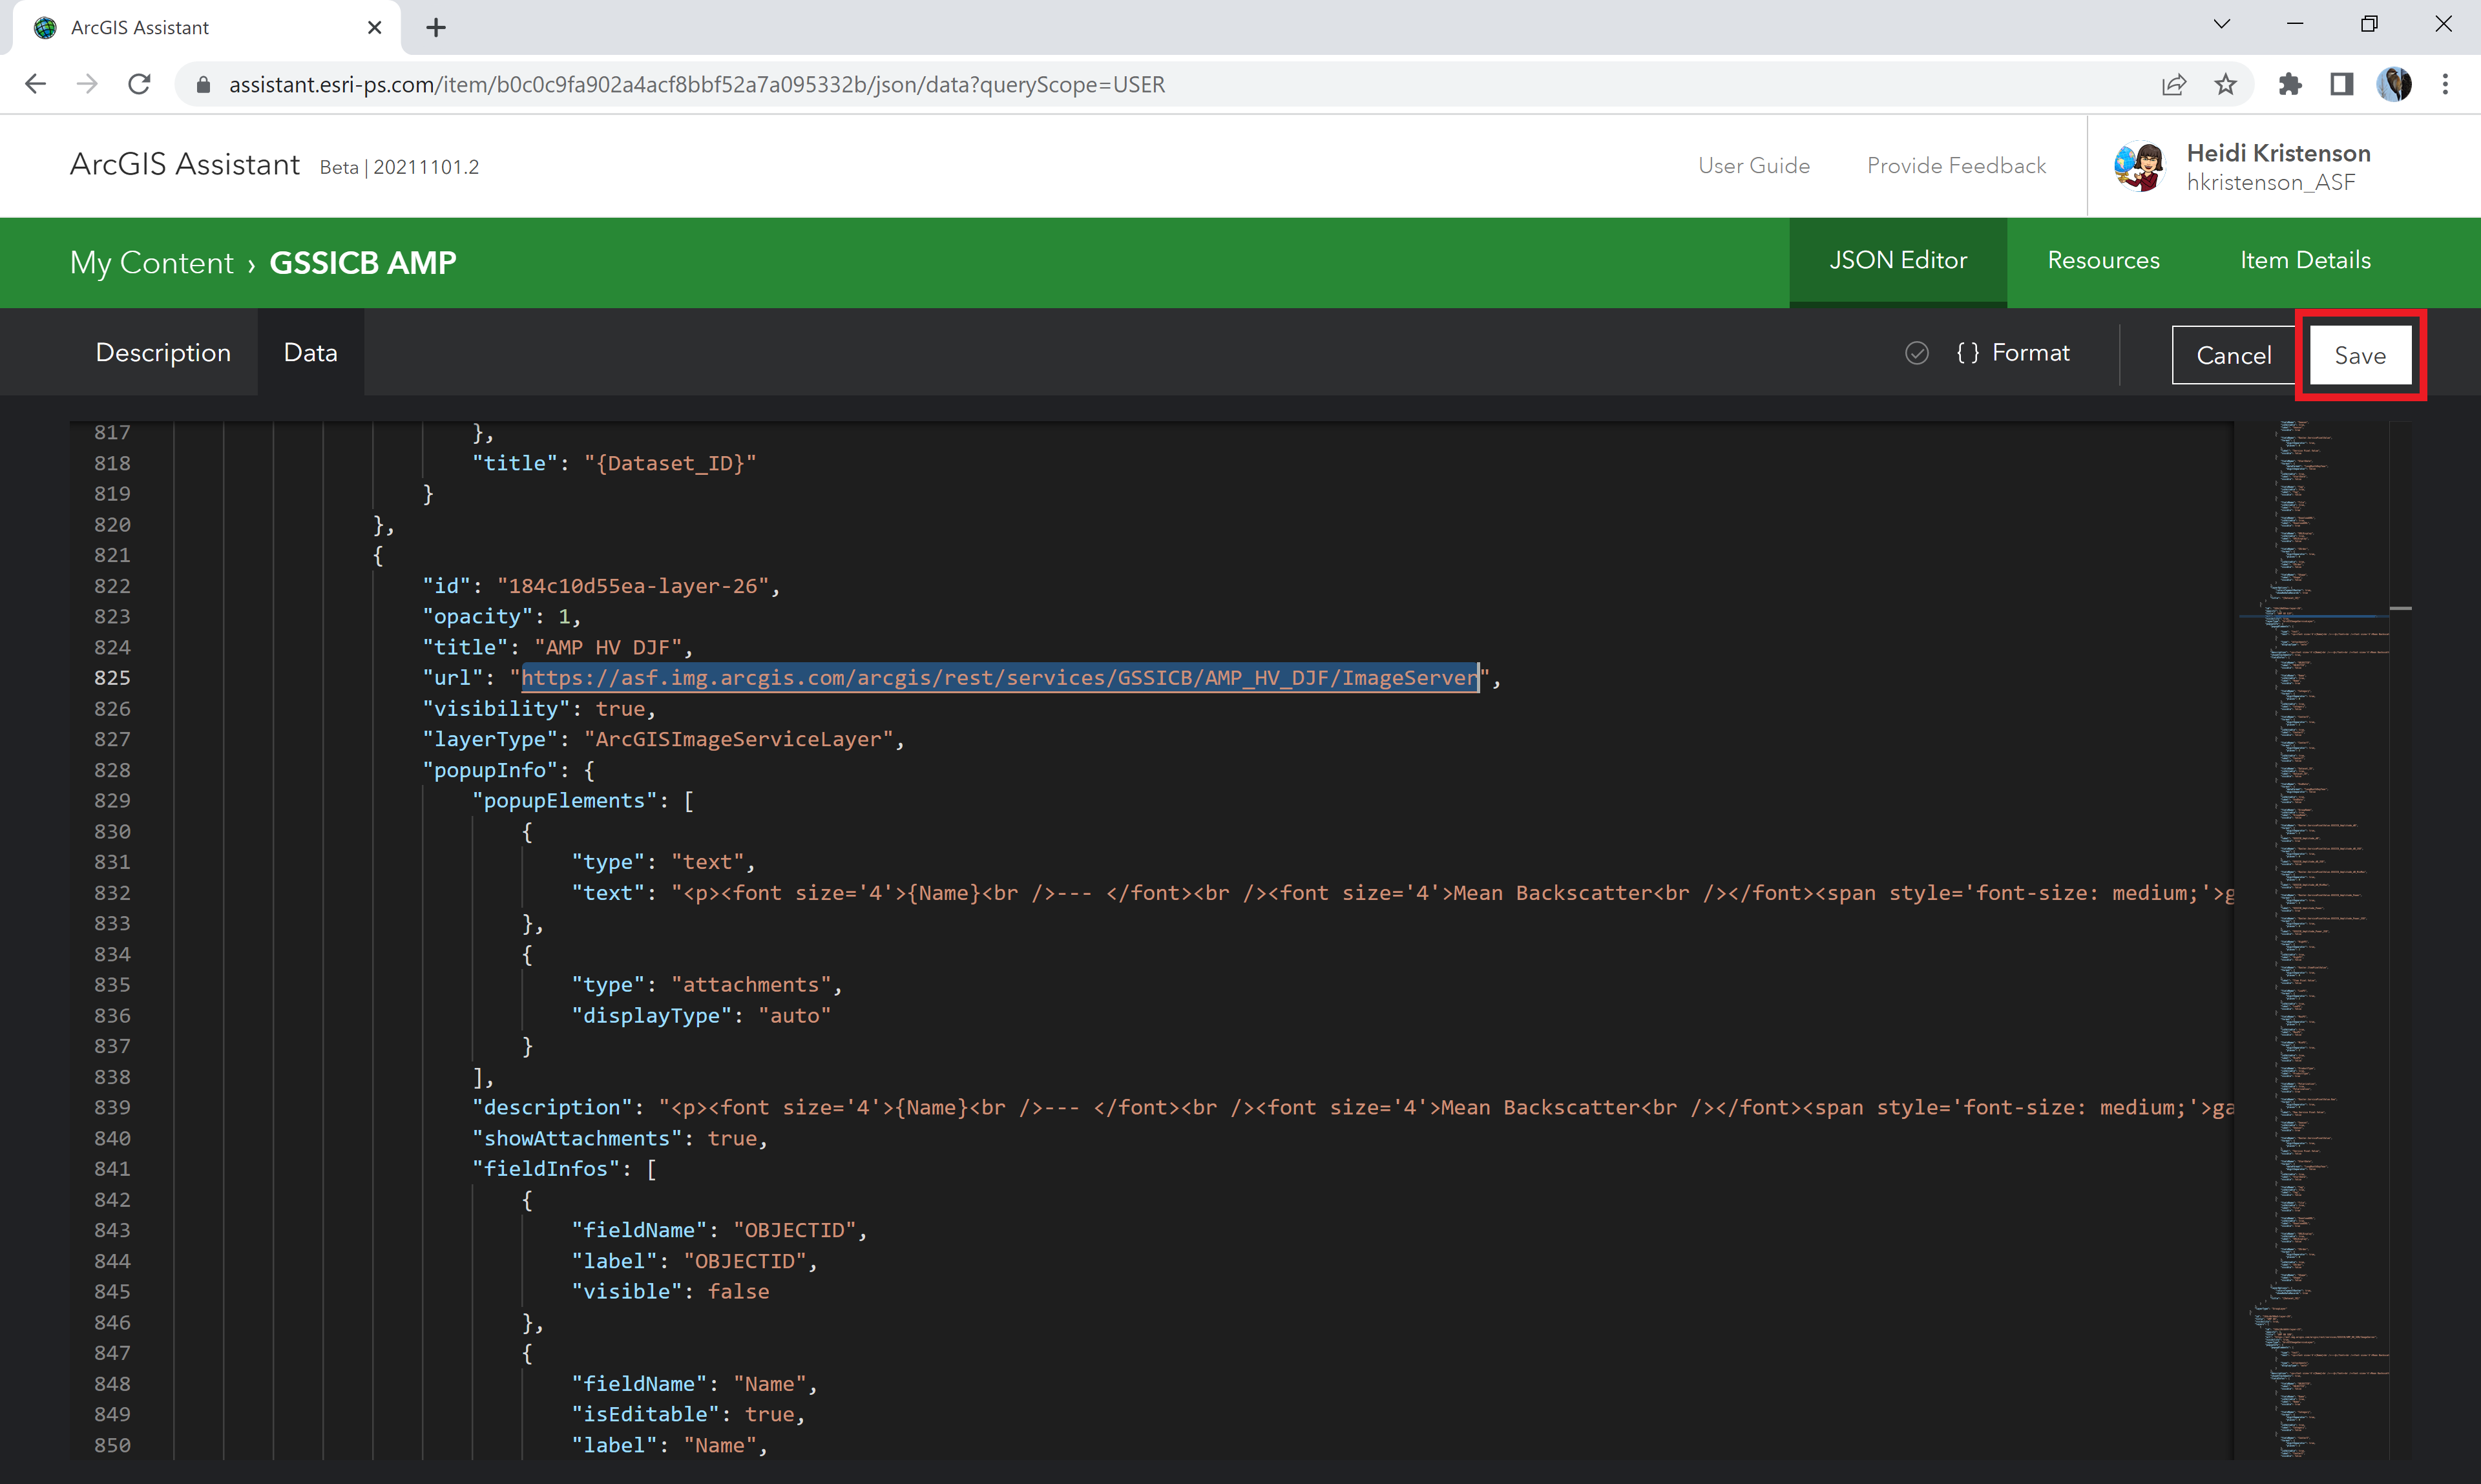 ArcGIS Assistant
assistant.esri-ps.com/item/b0c0c9fa902a4acf8bbf52a7a095332b/json/data?queryScope=USER
ArcGIS Assistant Beta | 20211101.2
User Guide
Provide Feedback
Heidi Kristenson
hkristenson_ASF
My Content › GSSICB AMP
JSON Editor
Resources
Item Details
Description
Data
{ } Format
Cancel
Save
817 },
818 "title": "{Dataset_ID}"
819 }
820 },
821 {
822 "id": "184c10d55ea-layer-26",
823 "opacity": 1,
824 "title": "AMP HV DJF",
825 "url": "https://asf.img.arcgis.com/arcgis/rest/services/GSSICB/AMP_HV_DJF/ImageServer",
826 "visibility": true,
827 "layerType": "ArcGISImageServiceLayer",
828 "popupInfo": {
829 "popupElements": [
830 {
831 "type": "text",
832 "text": "<p><font size='4'>{Name}<br />--- </font><br /><font size='4'>Mean Backscatter<br /></font><span style='font-size: medium;'>g
833 },
834 {
835 "type": "attachments",
836 "displayType": "auto"
837 }
838 ],
839 "description": "<p><font size='4'>{Name}<br />--- </font><br /><font size='4'>Mean Backscatter<br /></font><span style='font-size: medium;'>ga
840 "showAttachments": true,
841 "fieldInfos": [
842 {
843 "fieldName": "OBJECTID",
844 "label": "OBJECTID",
845 "visible": false
846 },
847 {
848 "fieldName": "Name",
849 "isEditable": true,
850 "label": "Name",